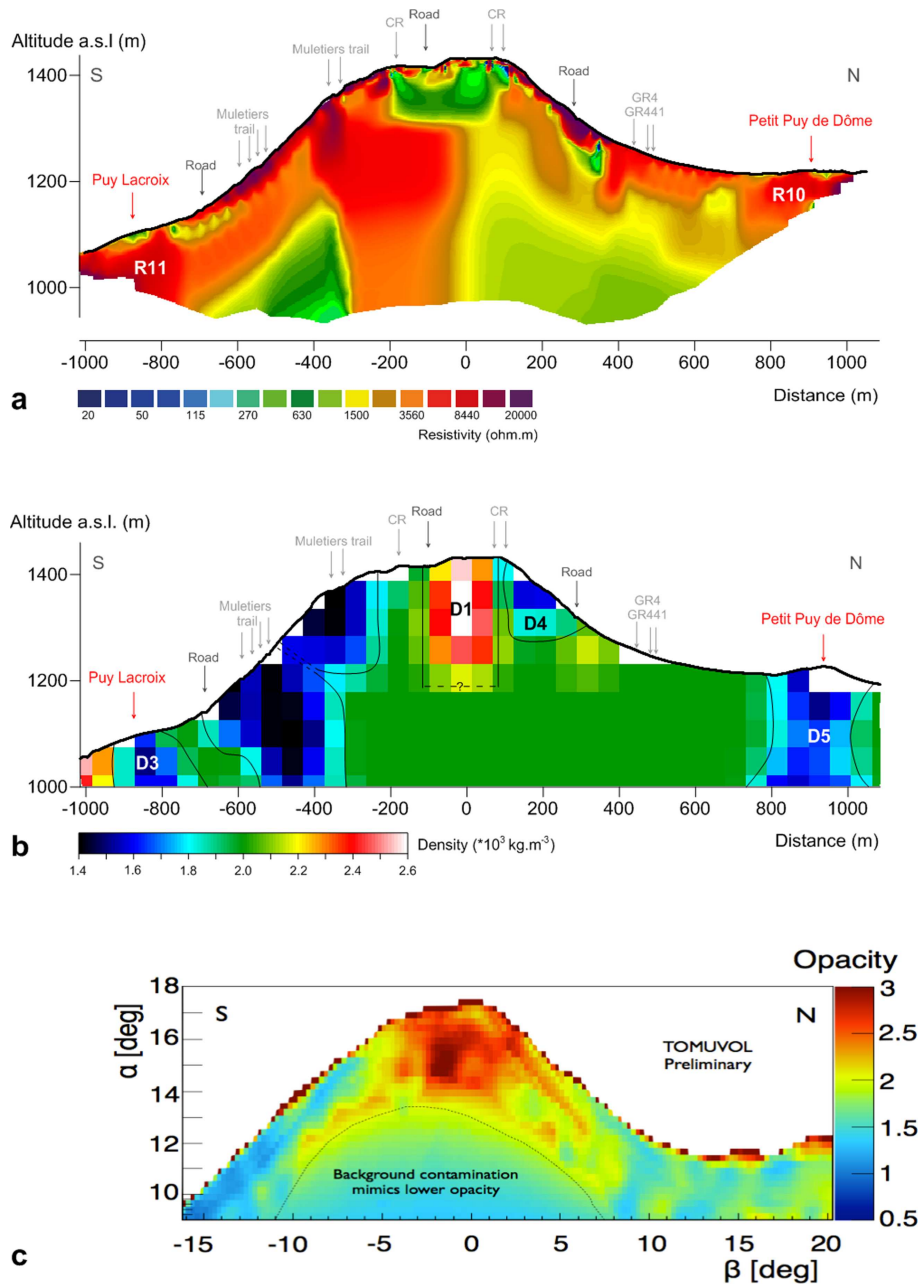 Altitude a.s.l (m)
S
N
CR
Road
CR
Muletiers trail
Road
Muletiers
trail
GR4
GR441
Road
Petit Puy de Dôme
Puy Lacroix
R10
R11
1400
1200
1000
-1000 -800 -600 -400 -200 0 200 400 600 800 1000
Distance (m)
20 50 115 270 630 1500 3560 8440 20000
Resistivity (ohm.m)
a
Altitude a.s.l. (m)
S
N
CR
Road
CR
Muletiers trail
Road
Muletiers
trail
GR4
GR441
Road
Petit Puy de Dôme
Puy Lacroix
D1
D4
?
D3
D5
1400
1200
1000
-1000 -800 -600 -400 -200 0 200 400 600 800 1000
Distance (m)
Density (*10³ kg.m⁻³)
1.4 1.6 1.8 2.0 2.2 2.4 2.6
b
Opacity
α [deg]
S
N
TOMUVOL
Preliminary
Background contamination
mimics lower opacity
18
16
14
12
10
3
2.5
2
1.5
1
0.5
-15 -10 -5 0 5 10 15 20
β [deg]
c